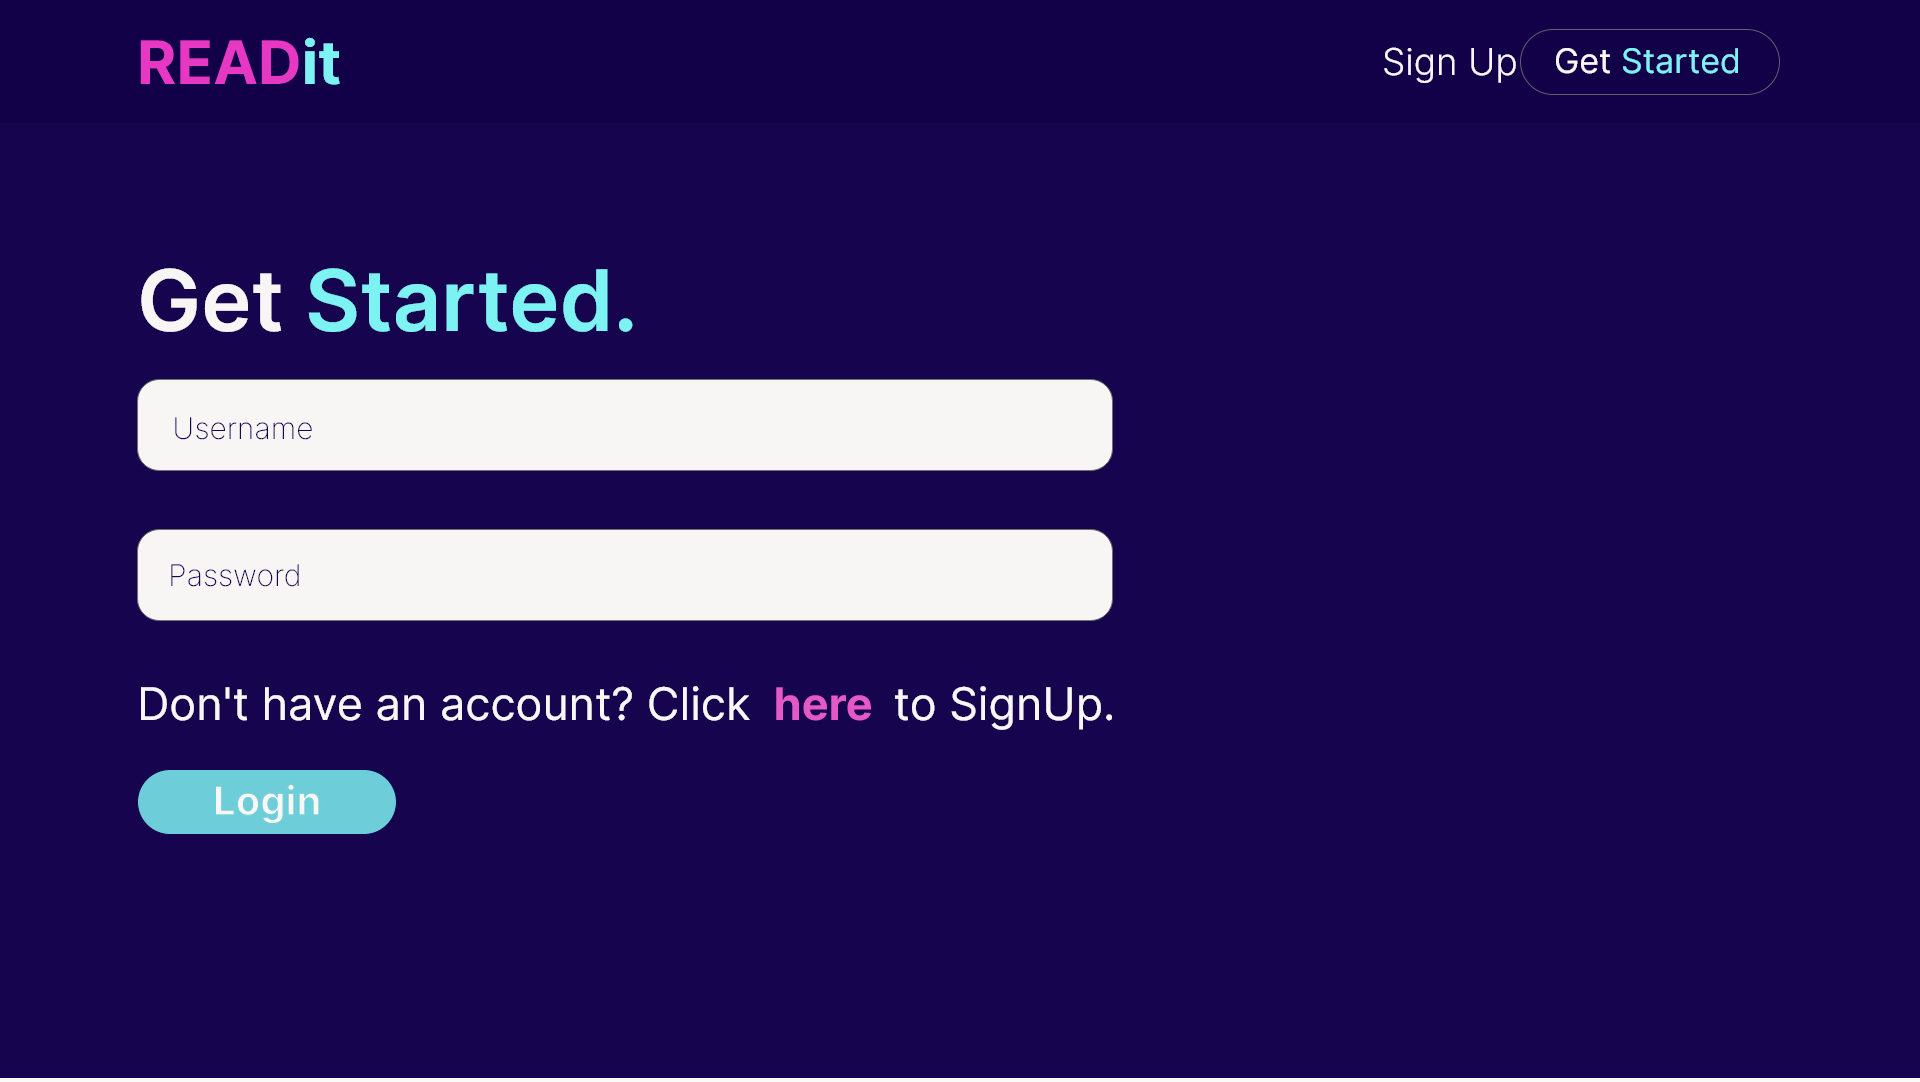 READit
Sign Up Get Started
Get Started.
Username
Password
Don't have an account? Click here to SignUp.
Login